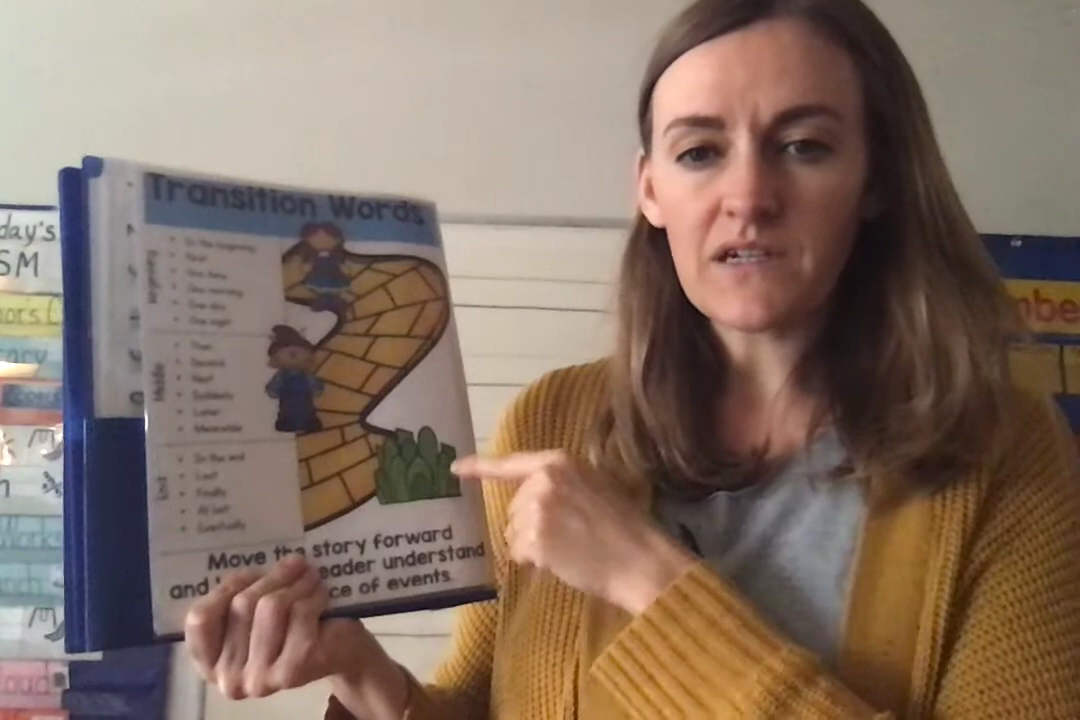 Transition Words
Beginning
In the beginning
First
One time
One morning
One day
One night
Middle
Then
Second
Next
Suddenly
Later
Meanwhile
End
In the end
Last
Finally
At last
Eventually
Move the story forward
and reader understand
ce of events.
day's
SM